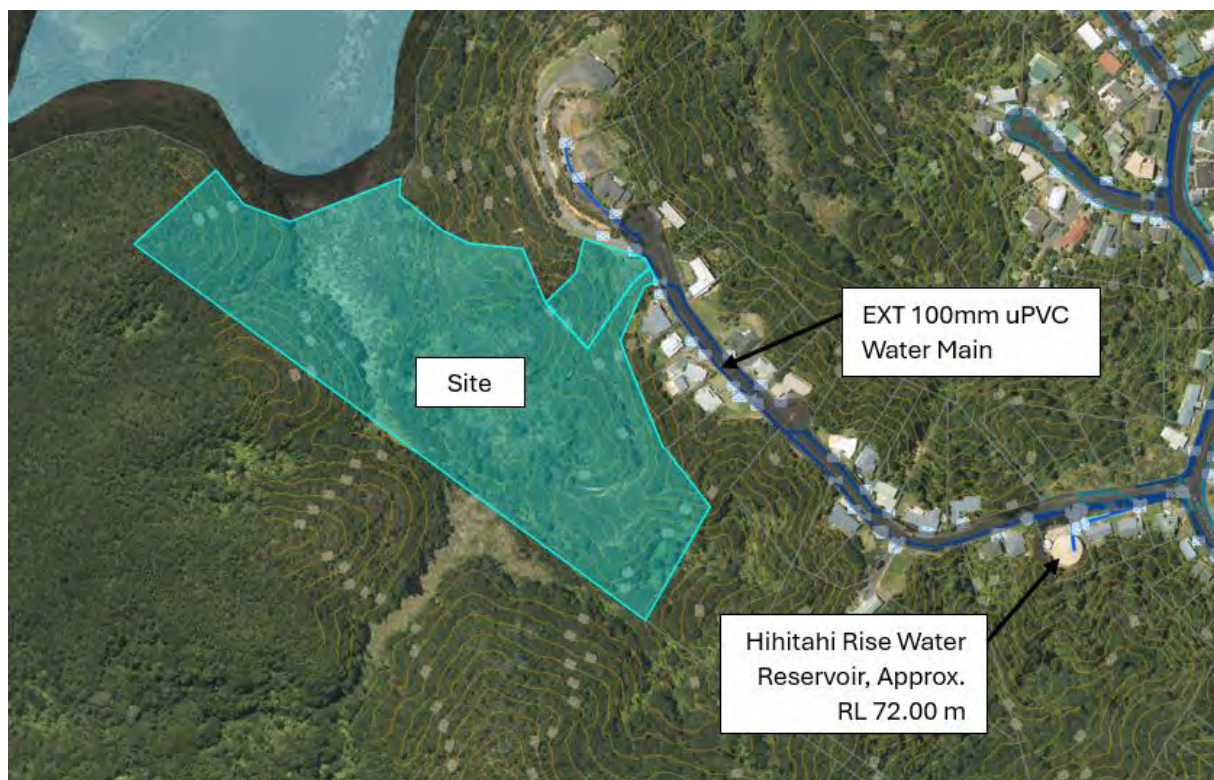 EXT 100mm uPVC
Water Main
Site
Hihitahi Rise Water
Reservoir, Approx.
RL 72.00 m